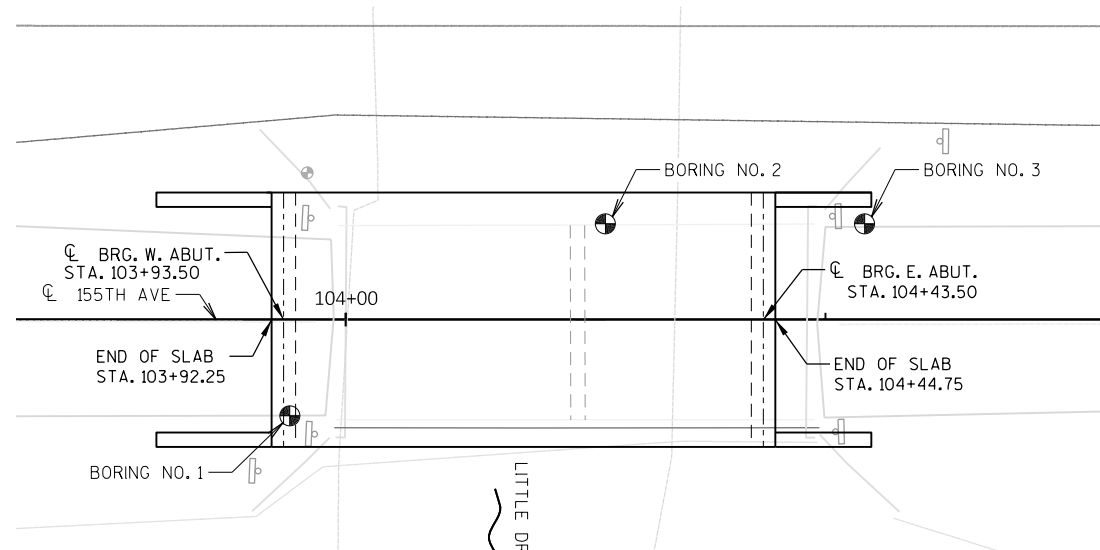 BORING NO. 2
BORING NO. 3
℄ BRG. W. ABUT.
STA. 103+93.50
℄ 155TH AVE
104+00
℄ BRG. E. ABUT.
STA. 104+43.50
END OF SLAB
STA. 103+92.25
END OF SLAB
STA. 104+44.75
BORING NO. 1
LITTLE